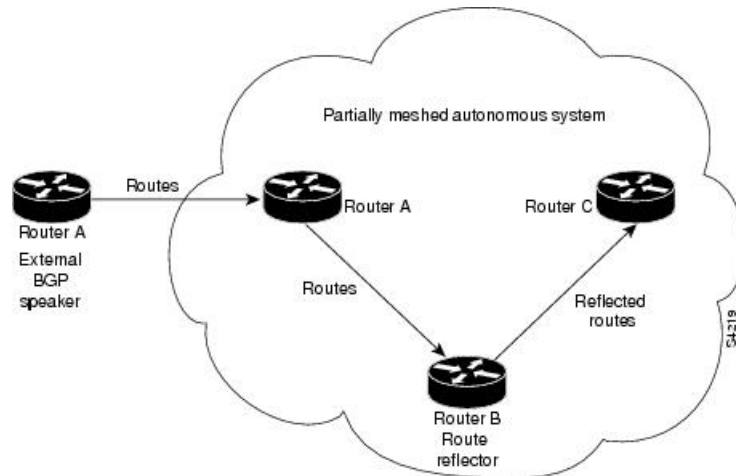 Partially meshed autonomous system
Routes
Router A
External
BGP
speaker
Router A
Router C
Routes
Reflected
routes
Router B
Route
reflector
S4219